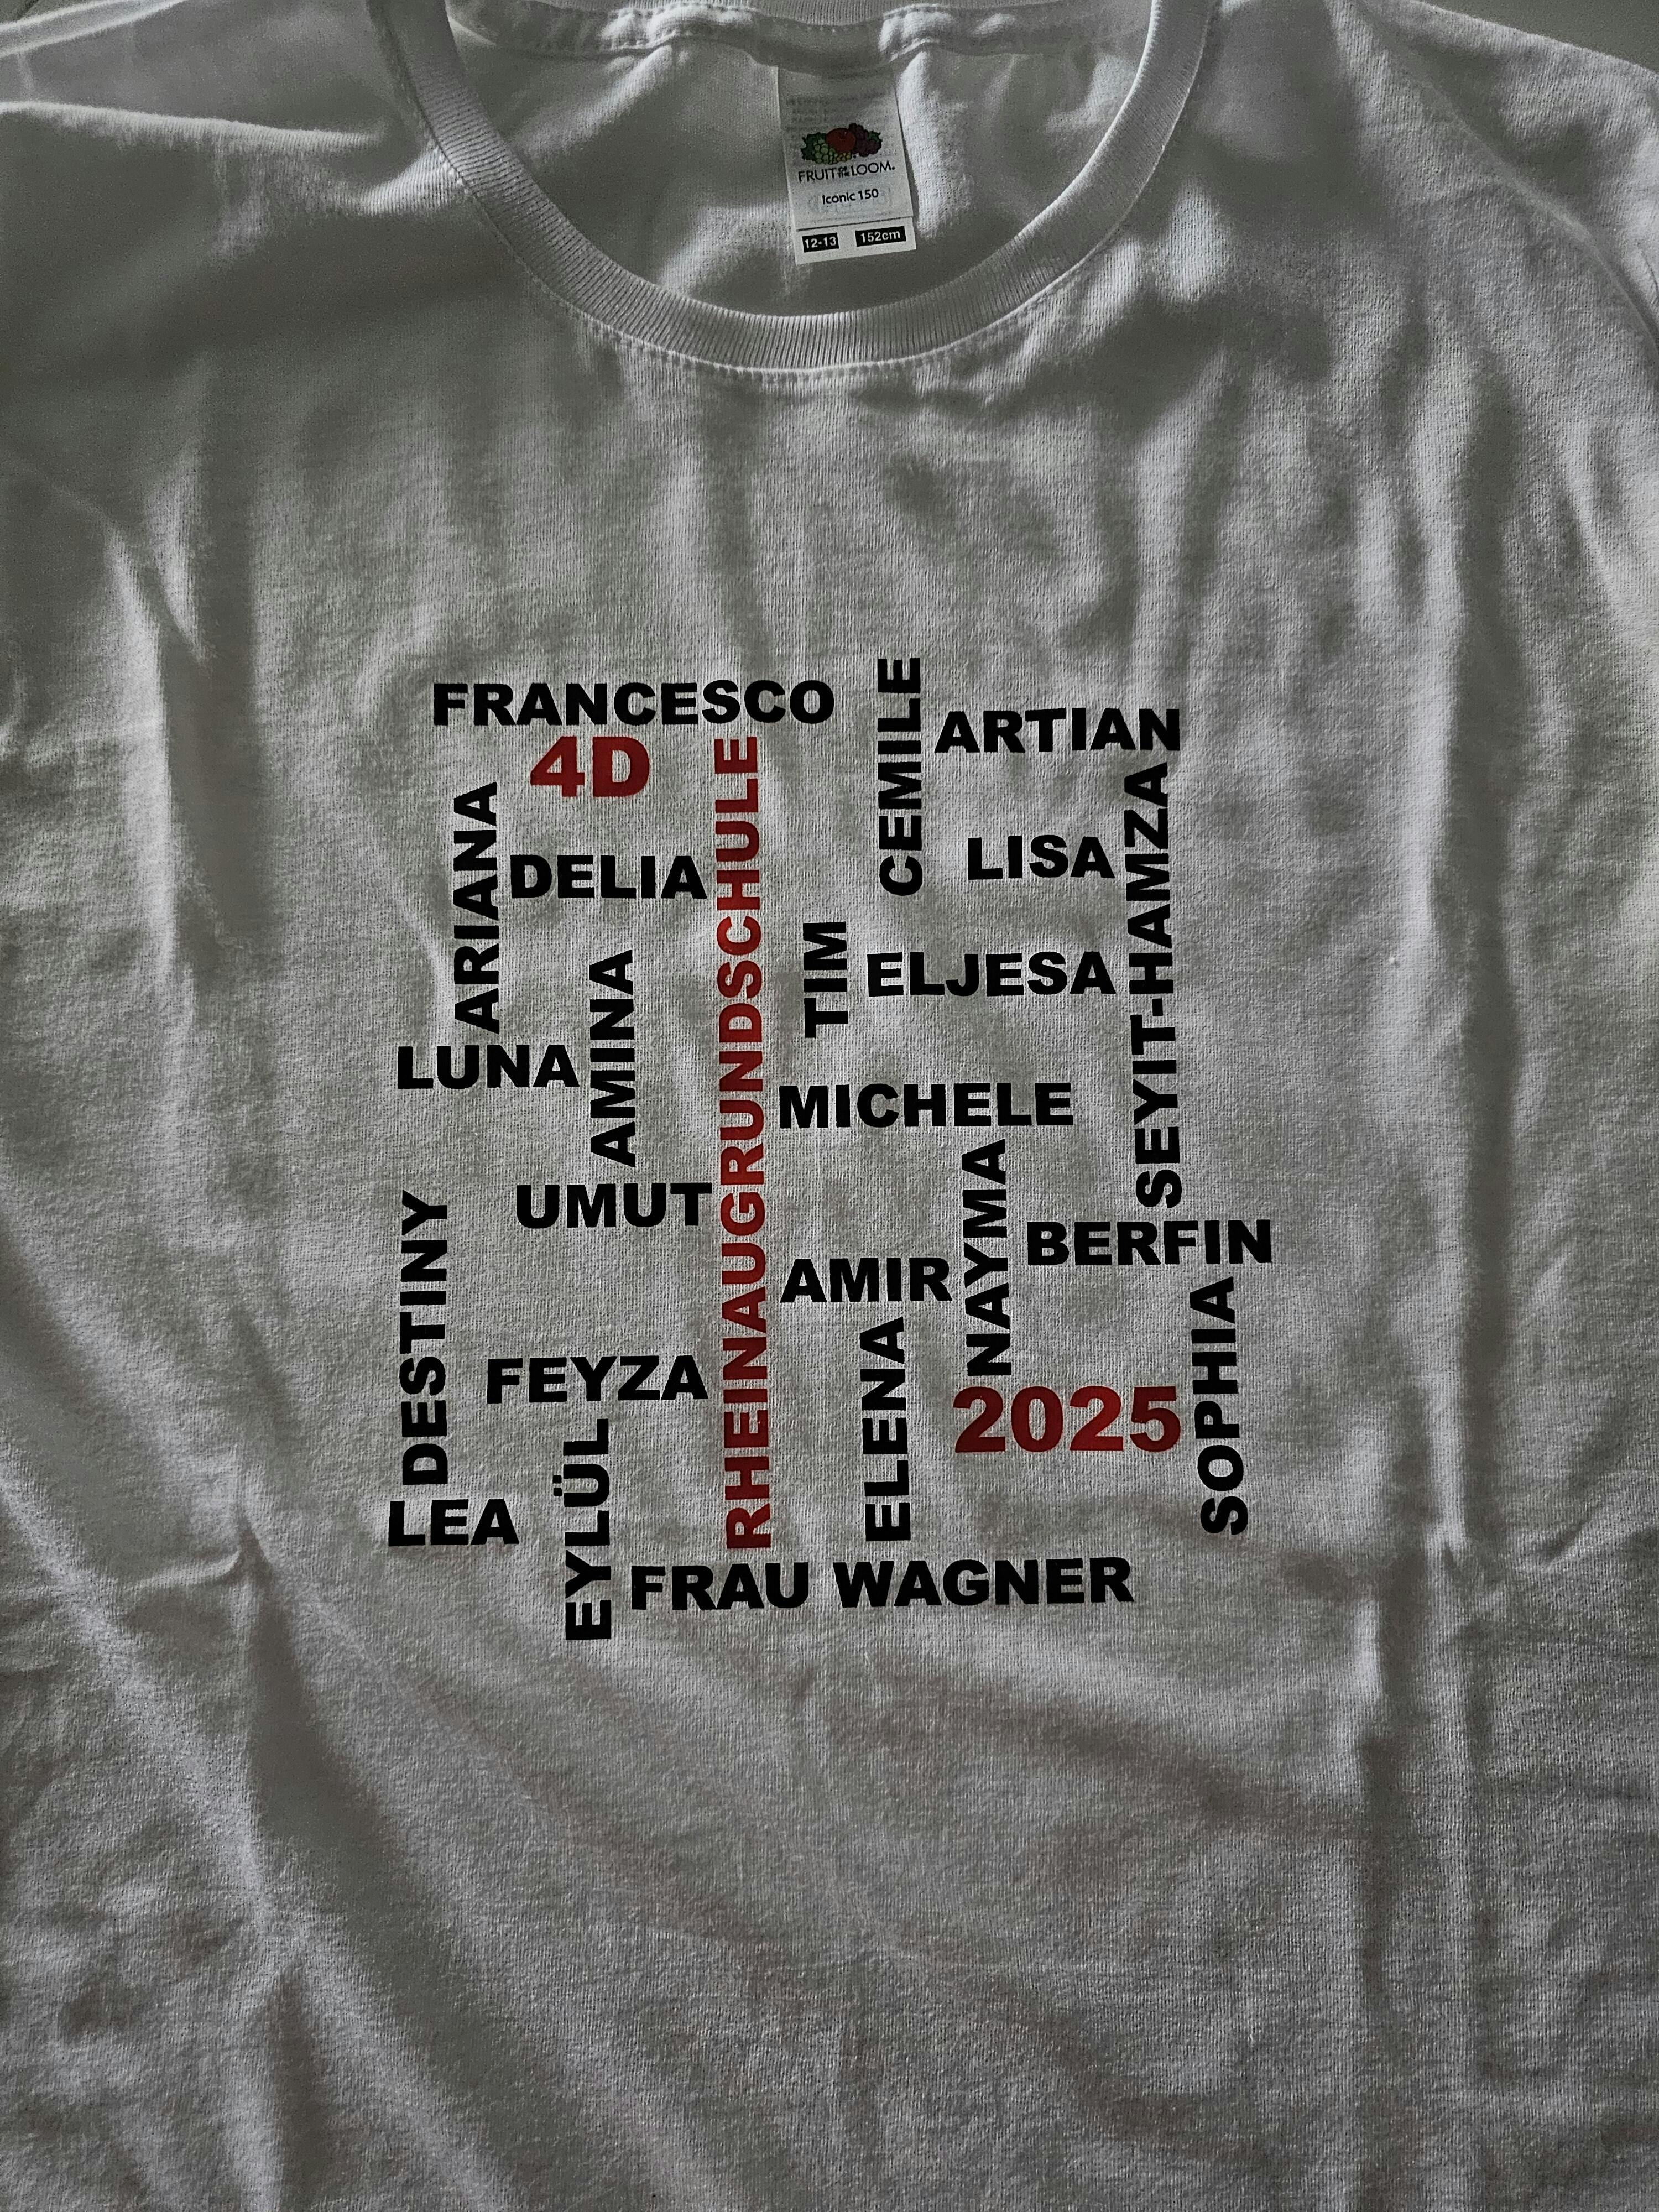 FRUIT OF THE LOOM.
Iconic 150
12-13 152cm
FRANCESCO
CEMILE
ARTIAN
4D
RHEINAUGRUNDSCHULE
SEYIT-HAMZA
ARIANA
DELIA
LISA
TIM
ELJESA
AMINA
LUNA
MICHELE
NAYMA
UMUT
DESTINY
BERFIN
AMIR
SOPHIA
ELENA
FEYZA
2025
EYLÜL
LEA
FRAU WAGNER